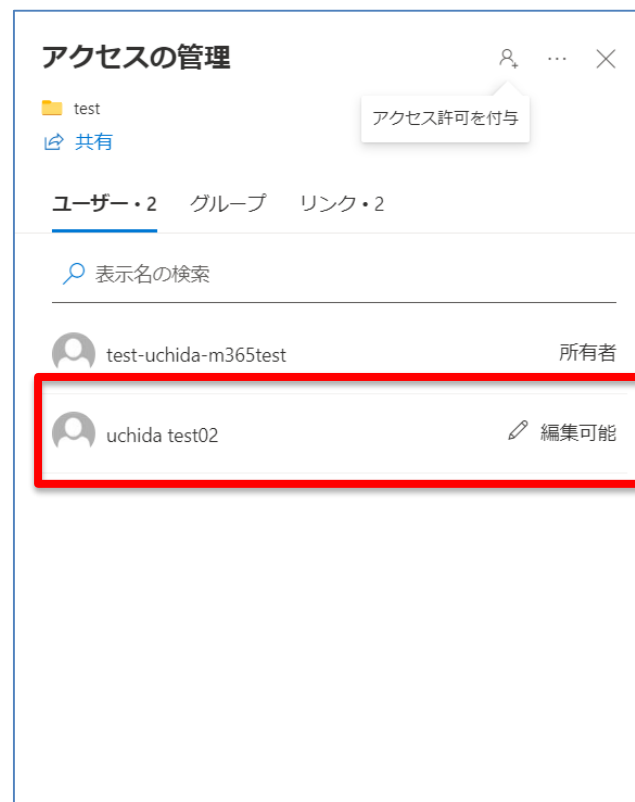 アクセスの管理
test
アクセス許可を付与
共有
ユーザー・2 グループ リンク・2
表示名の検索
test-uchida-m365test 所有者
uchida test02 編集可能